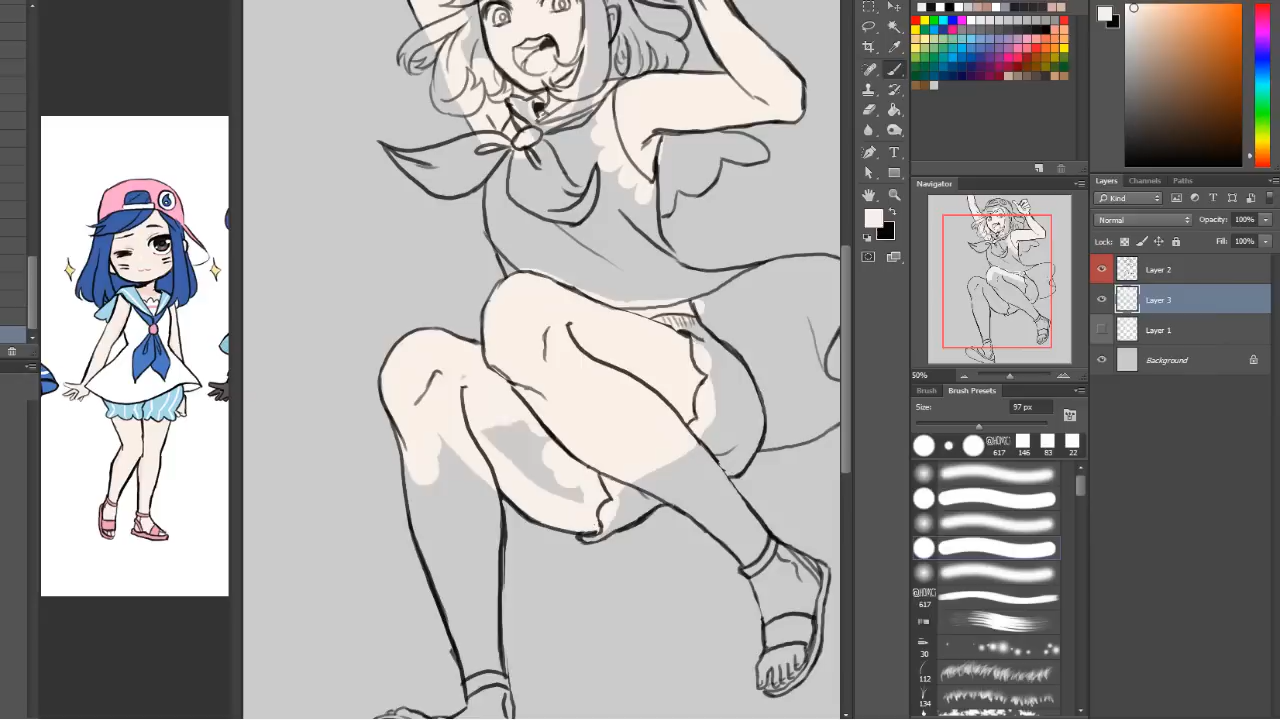 Navigator
50%
Brush
Brush Presets
Size:
97 px
617
146
83
22
617
30
112
134
Layers
Channels
Paths
Kind
Normal
Opacity:
100%
Lock:
Fill:
100%
Layer 2
Layer 3
Layer 1
Background
6